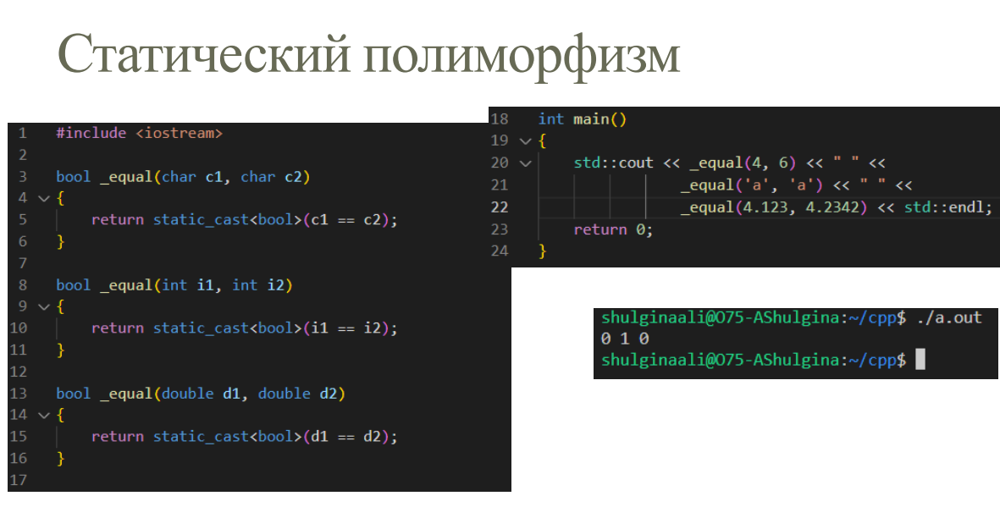 Статический полиморфизм
1 #include <iostream>
2
3 bool _equal(char c1, char c2)
4 {
5     return static_cast<bool>(c1 == c2);
6 }
7
8 bool _equal(int i1, int i2)
9 {
10     return static_cast<bool>(i1 == i2);
11 }
12
13 bool _equal(double d1, double d2)
14 {
15     return static_cast<bool>(d1 == d2);
16 }
17
18 int main()
19 {
20     std::cout << _equal(4, 6) << " " <<
21                 _equal('a', 'a') << " " <<
22                 _equal(4.123, 4.2342) << std::endl;
23     return 0;
24 }
shulginaali@O75-AShulgina:~/cpp$ ./a.out
0 1 0
shulginaali@O75-AShulgina:~/cpp$